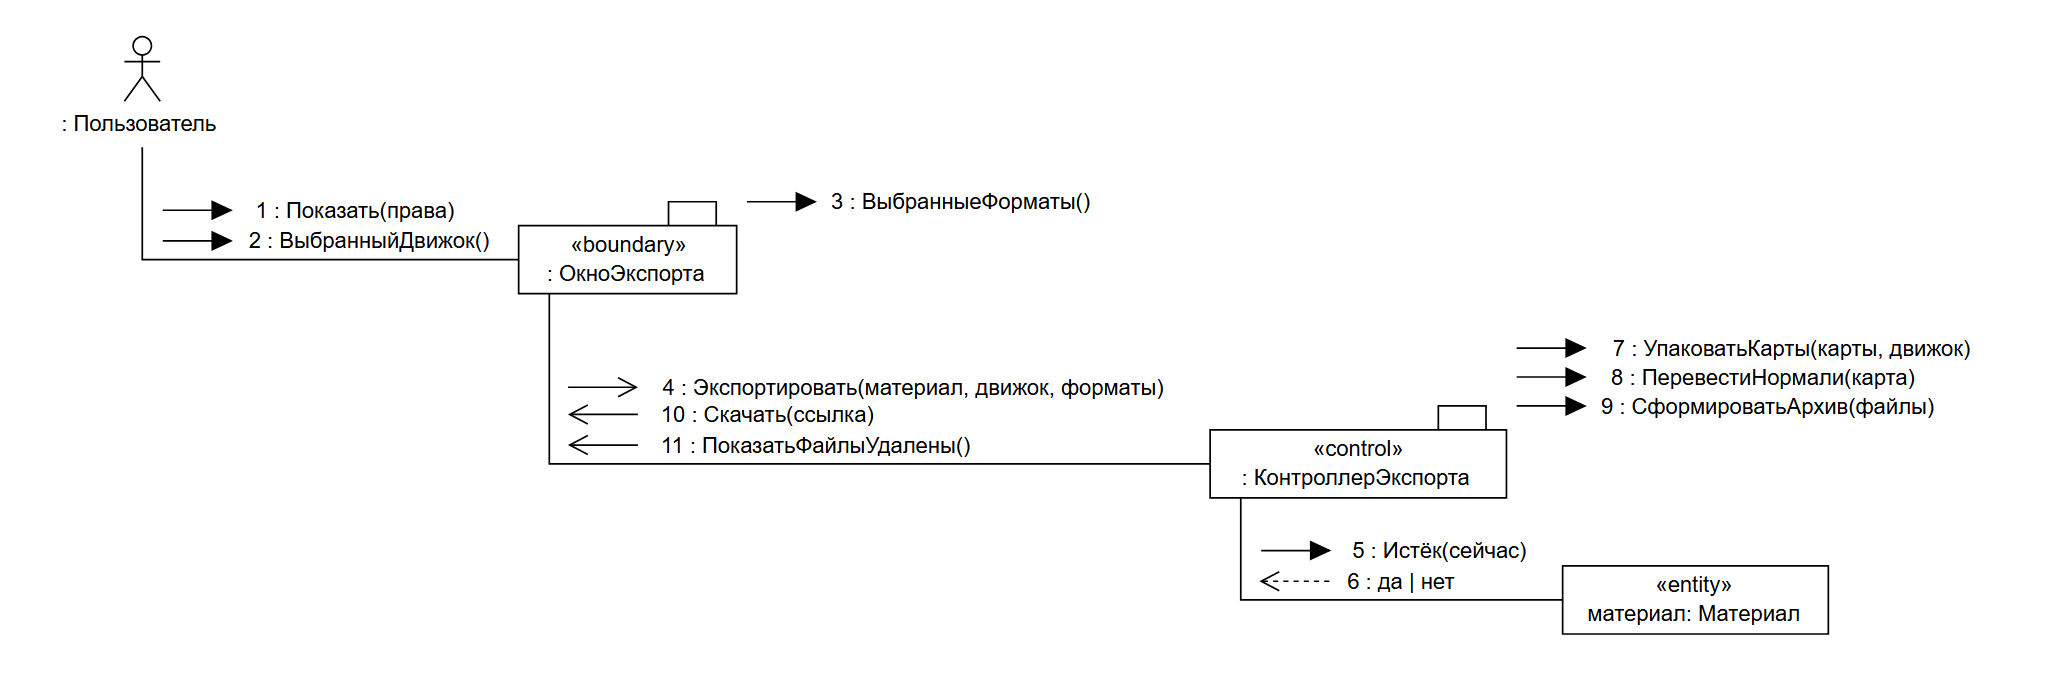 : Пользователь
1 : Показать(права)
2 : ВыбранныйДвижок()
3 : ВыбранныеФорматы()
«boundary»
: ОкноЭкспорта
4 : Экспортировать(материал, движок, форматы)
10 : Скачать(ссылка)
11 : ПоказатьФайлыУдалены()
7 : УпаковатьКарты(карты, движок)
8 : ПеревестиНормали(карта)
9 : СформироватьАрхив(файлы)
«control»
: КонтроллерЭкспорта
5 : Истёк(сейчас)
6 : да | нет
«entity»
материал: Материал